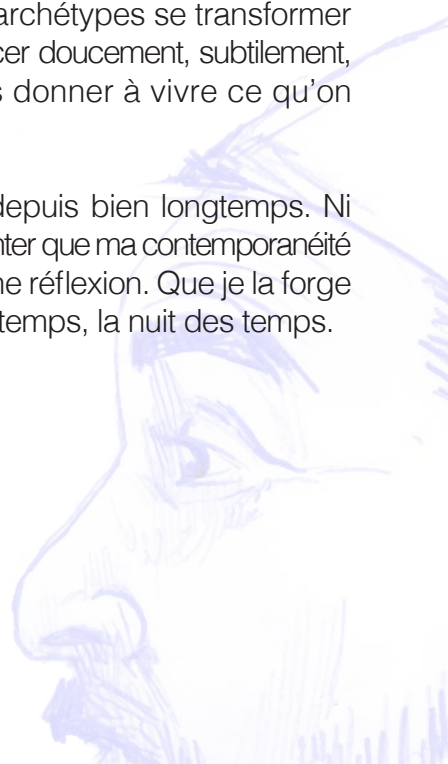 archétypes se transformer
cer doucement, subtilement,
s donner à vivre ce qu'on
depuis bien longtemps. Ni
nter que ma contemporanéité
ne réflexion. Que je la forge
temps, la nuit des temps.